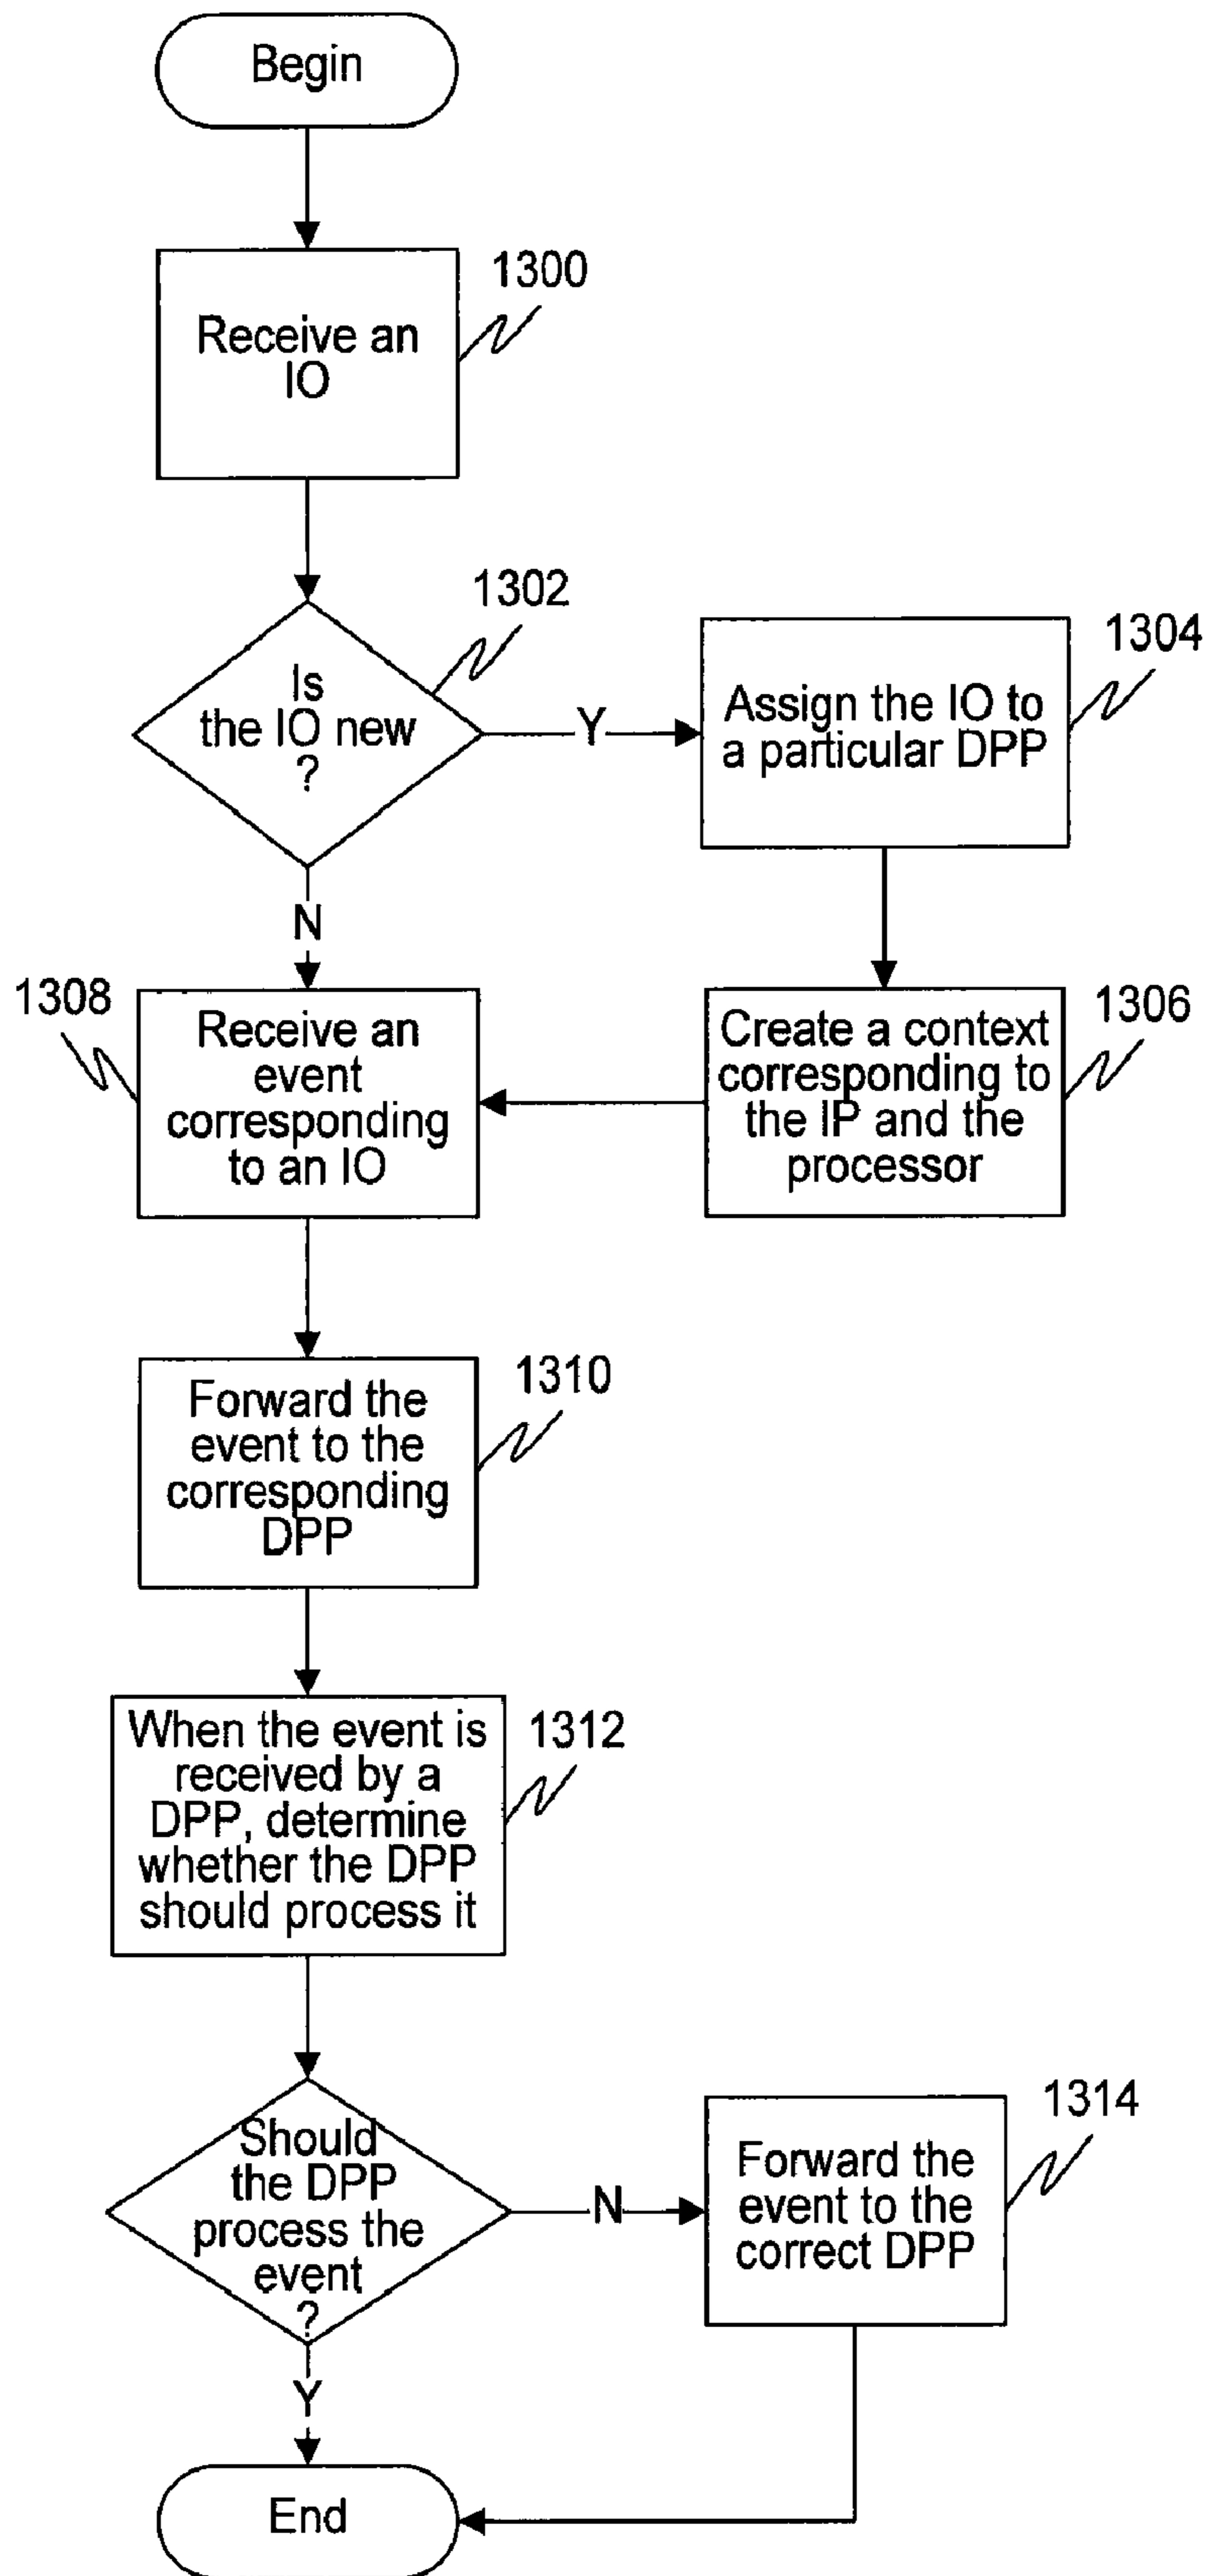 Begin
1300
Receive an
IO
1302
Is
the IO new
?
Y
1304
Assign the IO to
a particular DPP
N
1306
Create a context
corresponding to
the IP and the
processor
1308
Receive an
event
corresponding
to an IO
1310
Forward the
event to the
corresponding
DPP
1312
When the event is
received by a
DPP, determine
whether the DPP
should process it
Should
the DPP
process the
event
?
N
1314
Forward the
event to the
correct DPP
Y
End